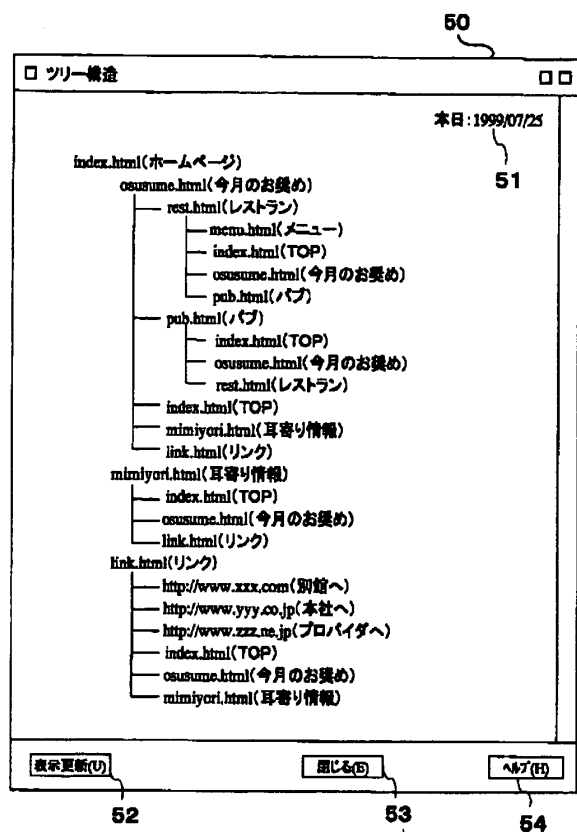 50
ツリー構造
本日:1999/07/25
51
index.html(ホームページ)
osusume.html(今月のお奨め)
rest.html(レストラン)
menu.html(メニュー)
index.html(TOP)
osusume.html(今月のお奨め)
pub.html(パブ)
pub.html(パブ)
index.html(TOP)
osusume.html(今月のお奨め)
rest.html(レストラン)
index.html(TOP)
mimiyori.html(耳寄り情報)
link.html(リンク)
mimiyori.html(耳寄り情報)
index.html(TOP)
osusume.html(今月のお奨め)
link.html(リンク)
link.html(リンク)
http://www.xxx.com(別館へ)
http://www.yyy.co.jp(本社へ)
http://www.zzz.ne.jp(プロバイダへ)
index.html(TOP)
osusume.html(今月のお奨め)
mimiyori.html(耳寄り情報)
表示更新(U) 閉じる(E) ヘルプ(H)
52 53 54